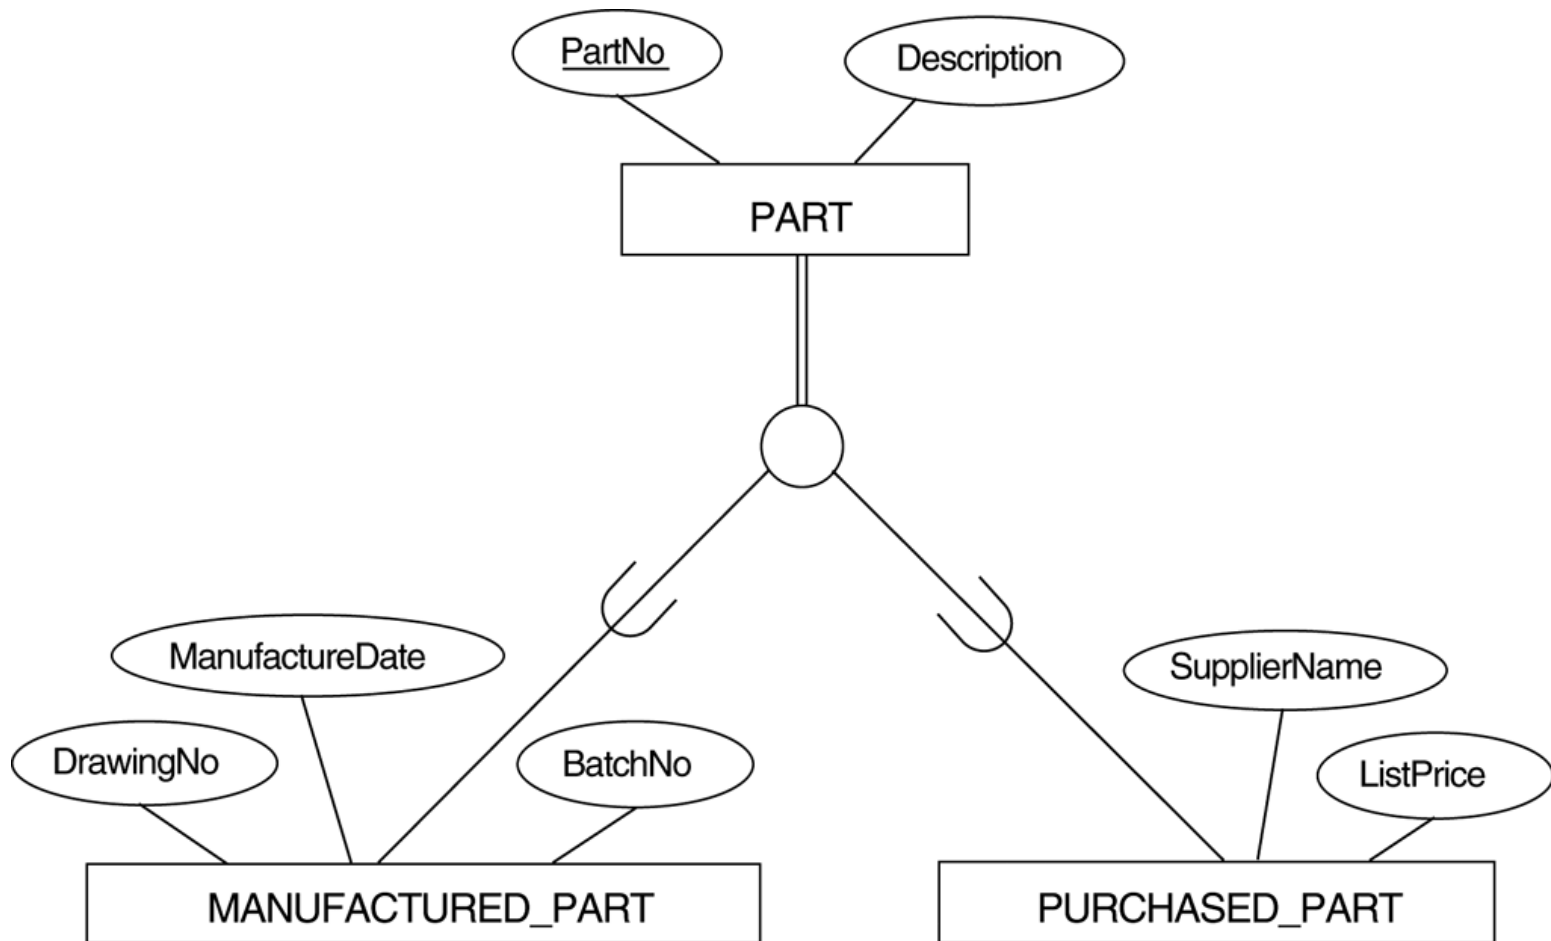 PartNo
Description
PART
ManufactureDate
SupplierName
DrawingNo
BatchNo
ListPrice
MANUFACTURED_PART
PURCHASED_PART